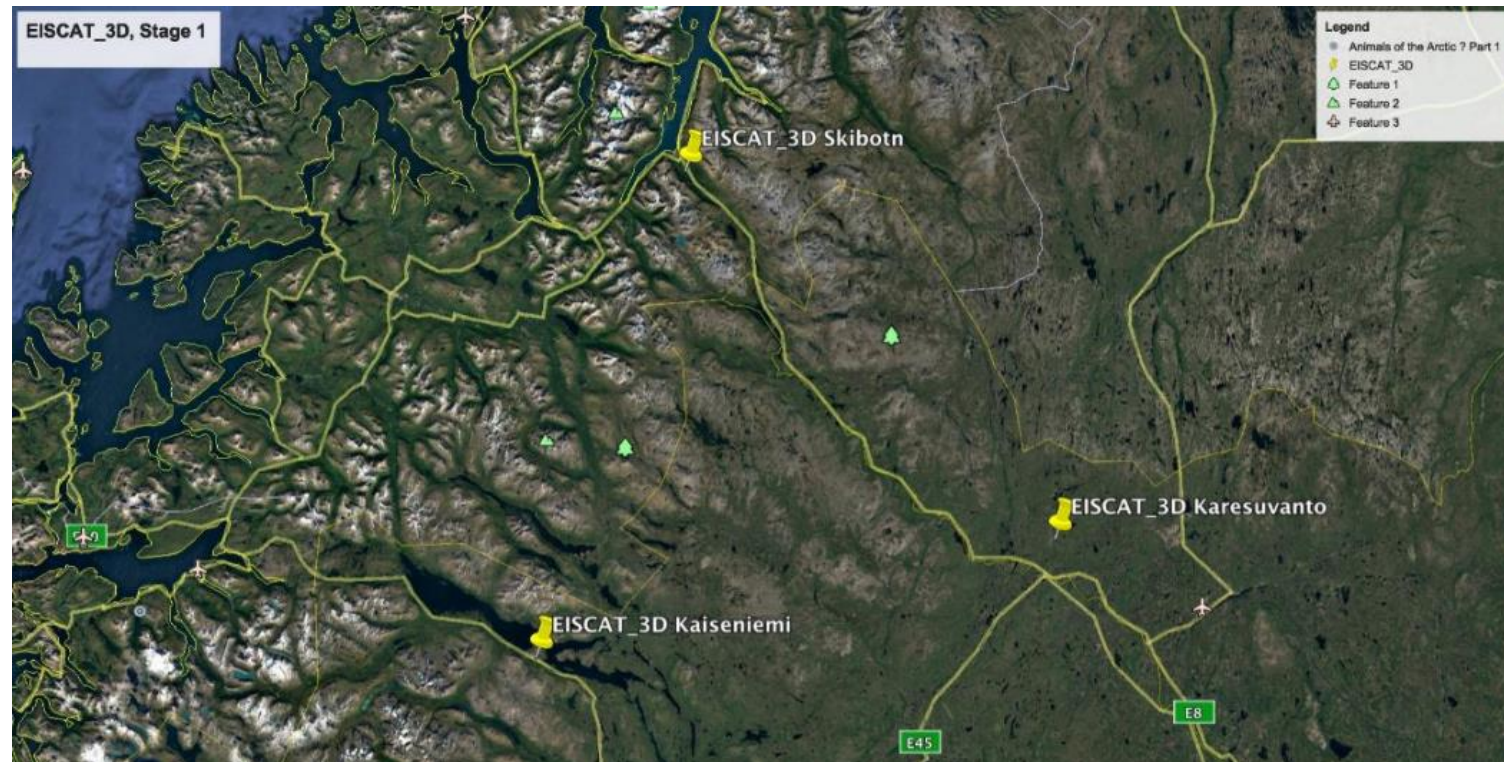 EISCAT_3D, Stage 1
Legend
Animals of the Arctic ? Part 1
EISCAT_3D
Feature 1
Feature 2
Feature 3
EISCAT_3D Skibotn
EISCAT_3D Karesuvanto
EISCAT_3D Kaiseniemi
E8
E45